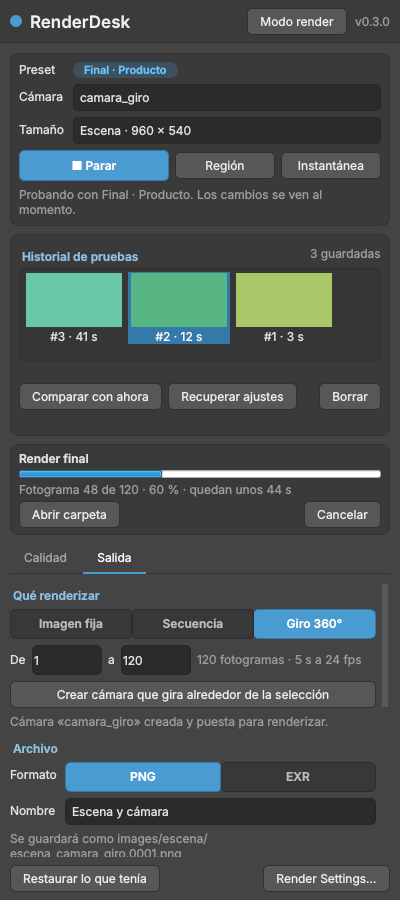 RenderDesk
Modo render
v0.3.0
Preset
Final · Producto
Cámara
camara_giro
Tamaño
Escena · 960 × 540
Parar
Región
Instantánea
Probando con Final · Producto. Los cambios se ven al
momento.
Historial de pruebas
3 guardadas
#3 · 41 s
#2 · 12 s
#1 · 3 s
Comparar con ahora
Recuperar ajustes
Borrar
Render final
Fotograma 48 de 120 · 60 % · quedan unos 44 s
Abrir carpeta
Cancelar
Calidad
Salida
Qué renderizar
Imagen fija
Secuencia
Giro 360°
De 1 a 120 120 fotogramas · 5 s a 24 fps
Crear cámara que gira alrededor de la selección
Cámara «camara_giro» creada y puesta para renderizar.
Archivo
Formato
PNG
EXR
Nombre
Escena y cámara
Se guardará como images/escena/
escena_camara_giro.0001.png
Restaurar lo que tenía
Render Settings...